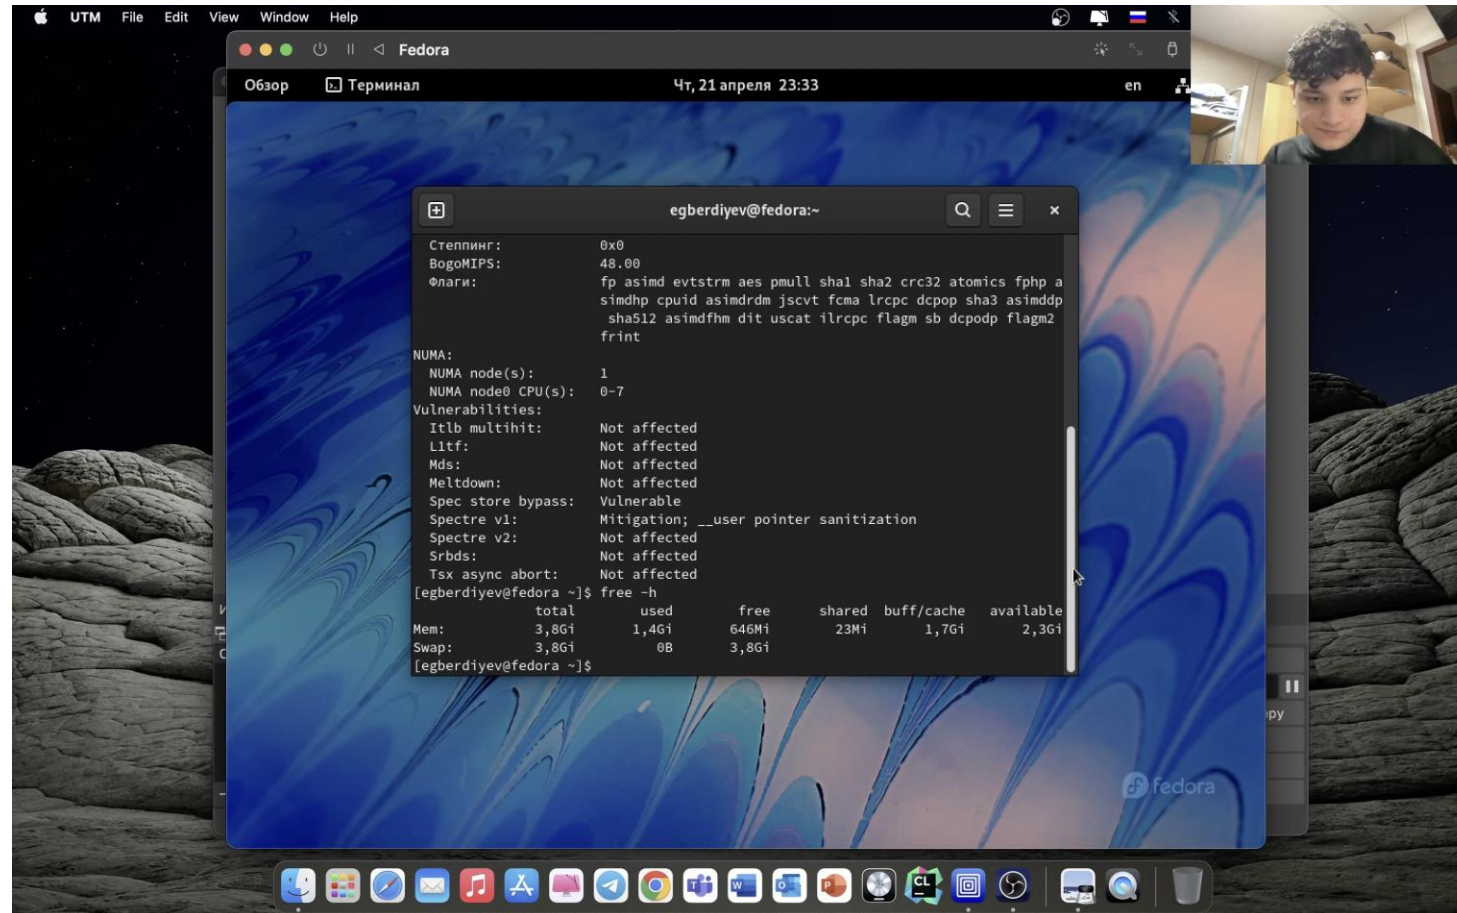 UTM File Edit View Window Help
Fedora
Обзор Терминал Чт, 21 апреля 23:33 en
egberdiyev@fedora:~
Степпинг: 0x0
BogoMIPS: 48.00
Флаги: fp asimd evtstrm aes pmull sha1 sha2 crc32 atomics fphp a
simdhp cpuid asimdrdm jscvt fcma lrcpc dcpop sha3 asimddp
sha512 asimdfhm dit uscat ilrcpc flagm sb dcpodp flagm2
frint
NUMA:
NUMA node(s): 1
NUMA node0 CPU(s): 0-7
Vulnerabilities:
Itlb multihit: Not affected
L1tf: Not affected
Mds: Not affected
Meltdown: Not affected
Spec store bypass: Vulnerable
Spectre v1: Mitigation; __user pointer sanitization
Spectre v2: Not affected
Srbds: Not affected
Tsx async abort: Not affected
[egberdiyev@fedora ~]$ free -h
total used free shared buff/cache available
Mem: 3,8Gi 1,4Gi 646Mi 23Mi 1,7Gi 2,3Gi
Swap: 3,8Gi 0B 3,8Gi
[egberdiyev@fedora ~]$
opy
fedora
CL